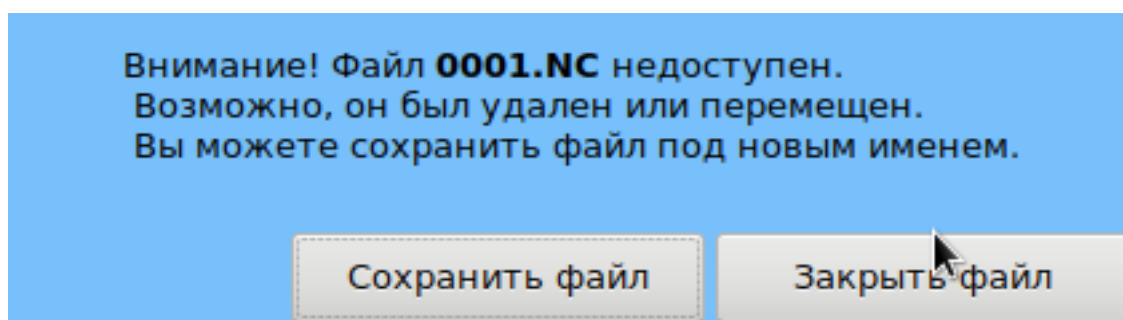 Внимание! Файл 0001.NC недоступен.
Возможно, он был удален или перемещен.
Вы можете сохранить файл под новым именем.
Сохранить файл
Закрыть файл